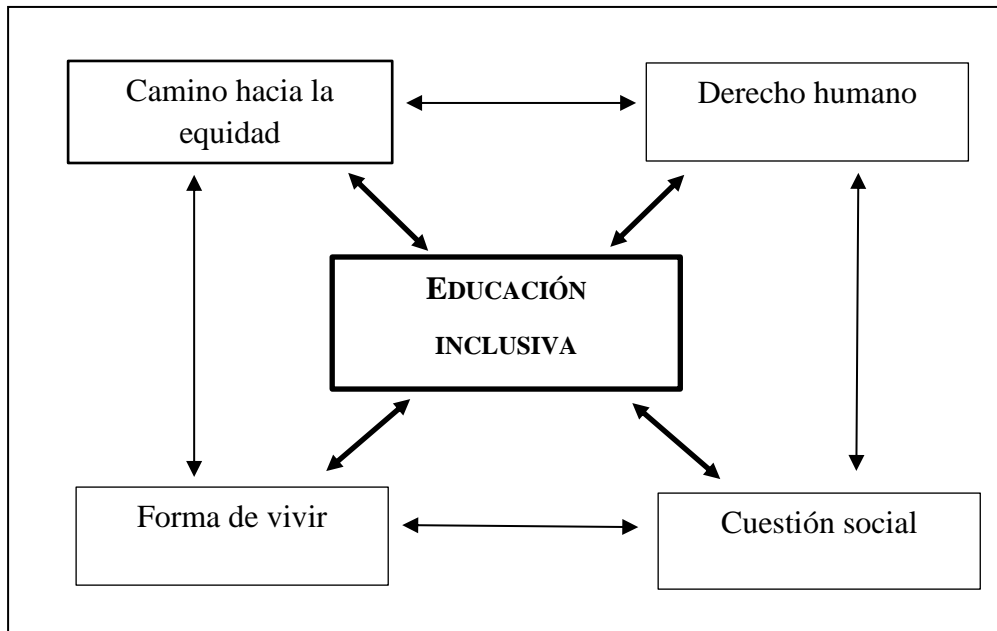 Camino hacia la
equidad
Derecho humano
EDUCACIÓN
INCLUSIVA
Forma de vivir
Cuestión social